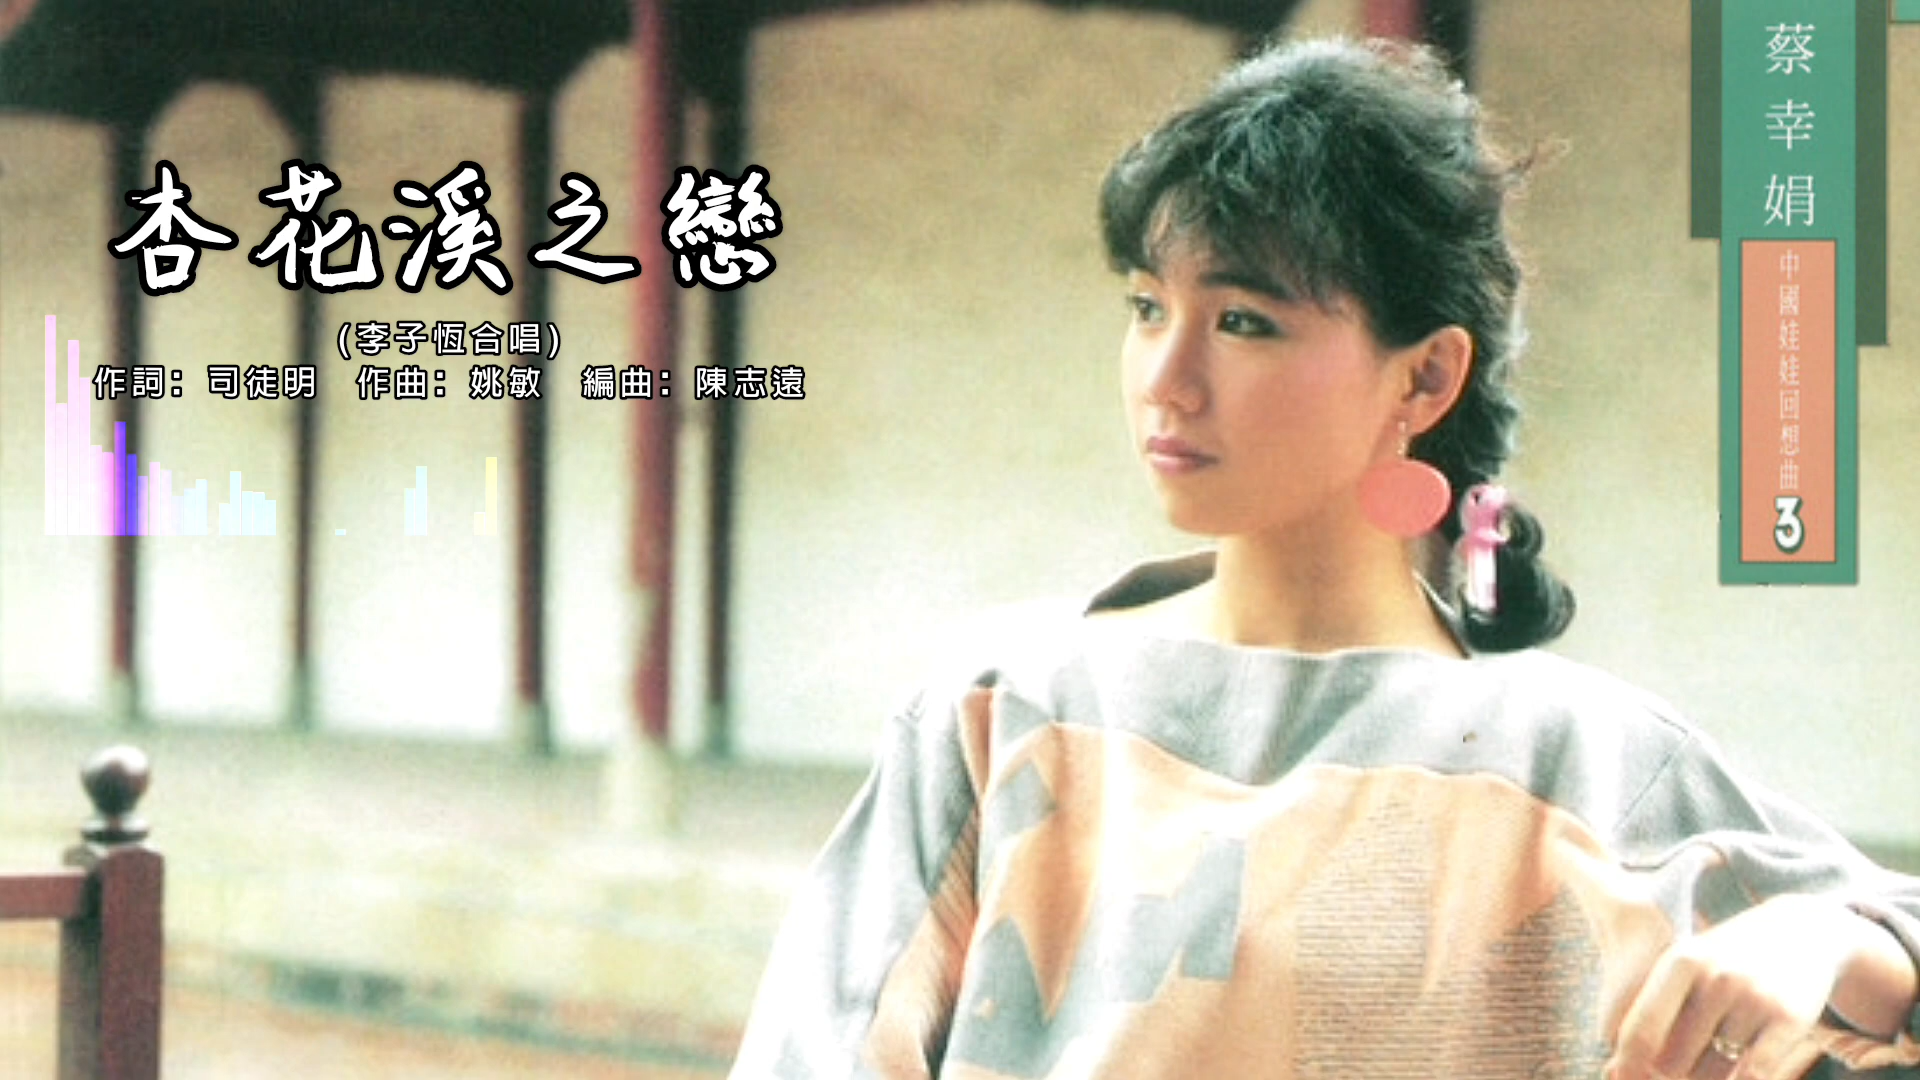 杏花溪之戀
(李子恆合唱)
作詞: 司徒明 作曲: 姚敏 編曲: 陳志遠
蔡幸娟
中國娃娃回想曲
3